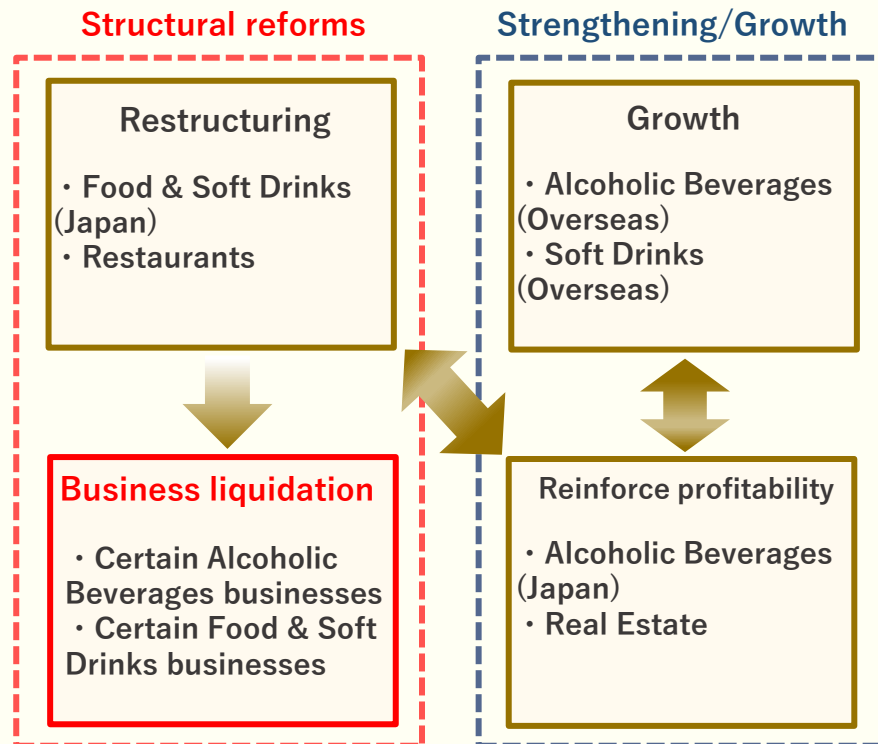 Structural reforms
Restructuring
・Food & Soft Drinks
(Japan)
・Restaurants
Business liquidation
・Certain Alcoholic
Beverages businesses
・Certain Food & Soft
Drinks businesses
Strengthening/Growth
Growth
・Alcoholic Beverages
(Overseas)
・Soft Drinks
(Overseas)
Reinforce profitability
・Alcoholic Beverages
(Japan)
・Real Estate